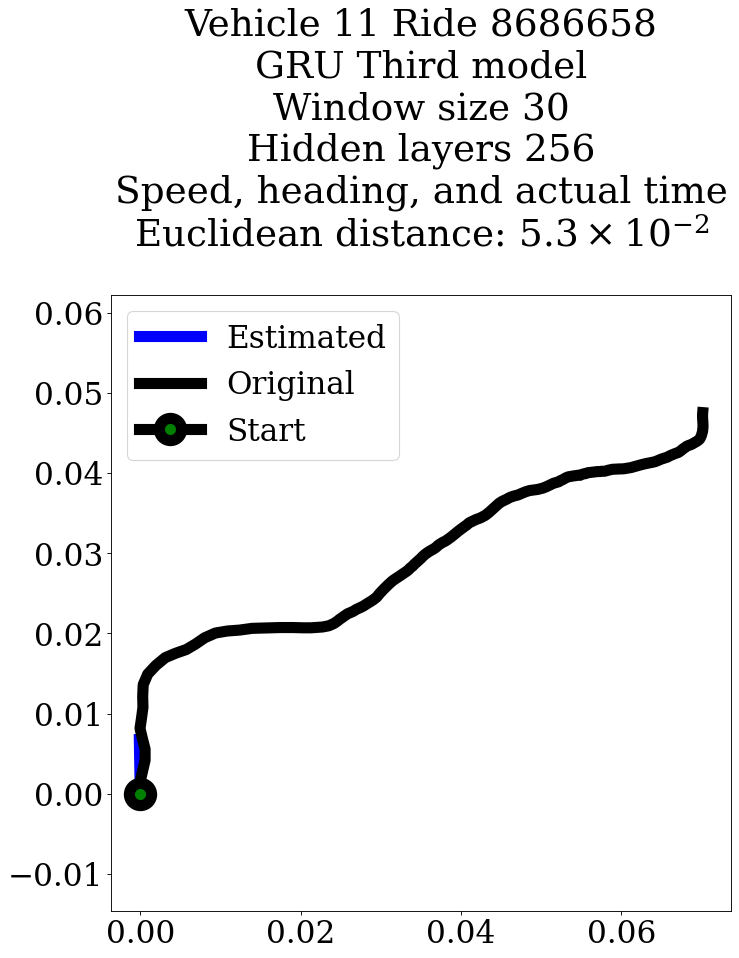 Vehicle 11 Ride 8686658
GRU Third model
Window size 30
Hidden layers 256
Speed, heading, and actual time
Euclidean distance: 5.3 × 10⁻²
Estimated
Original
Start
0.06
0.05
0.04
0.03
0.02
0.01
0.00
−0.01
0.00 0.02 0.04 0.06